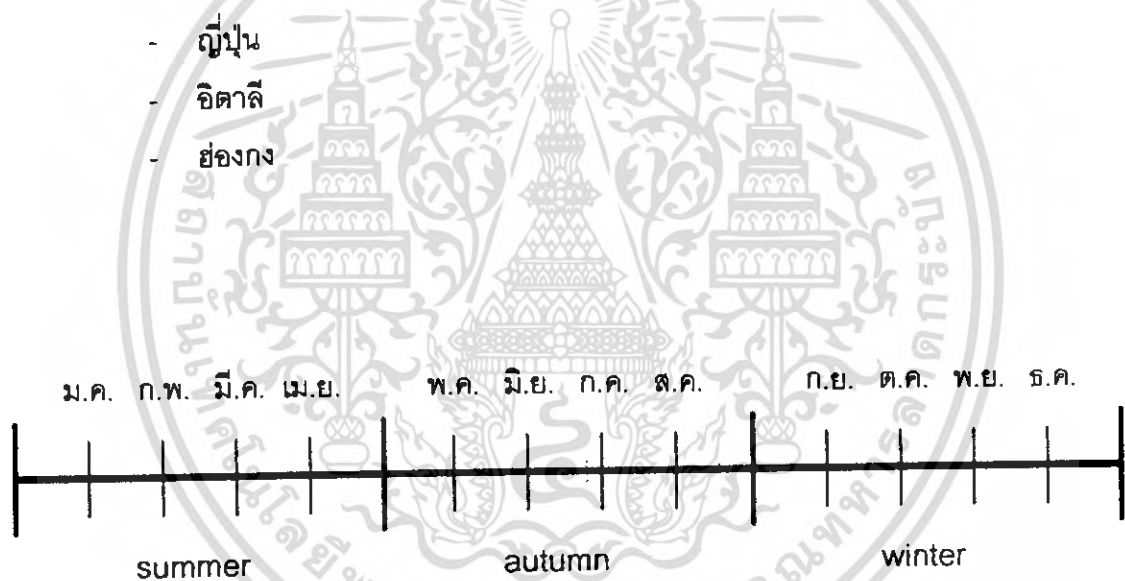 - ญี่ปุ่น
- อิตาลี
- ฮ่องกง
ม.ค. ก.พ. มี.ค. เม.ย. พ.ค. มิ.ย. ก.ค. ส.ค. ก.ย. ต.ค. พ.ย. ธ.ค.
summer autumn winter